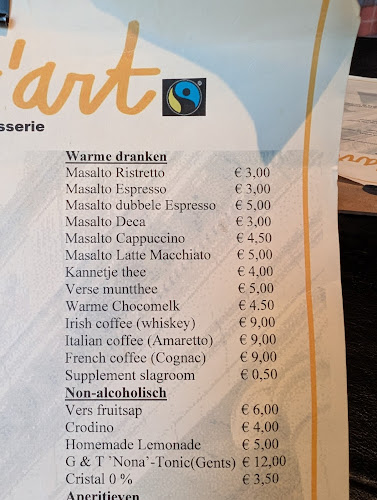 'art
sserie
Warme dranken
Masalto Ristretto € 3,00
Masalto Espresso € 3,00
Masalto dubbele Espresso € 5,00
Masalto Deca € 3,00
Masalto Cappuccino € 4,50
Masalto Latte Macchiato € 5,00
Kannetje thee € 4,00
Verse muntthee € 5,00
Warme Chocomelk € 4.50
Irish coffee (whiskey) € 9,00
Italian coffee (Amaretto) € 9,00
French coffee (Cognac) € 9,00
Supplement slagroom € 0,50
Non-alcoholisch
Vers fruitsap € 6,00
Crodino € 4,00
Homemade Lemonade € 5,00
G & T 'Nona'-Tonic(Gents) € 12,00
Cristal 0 % € 3,50
Aperitieven